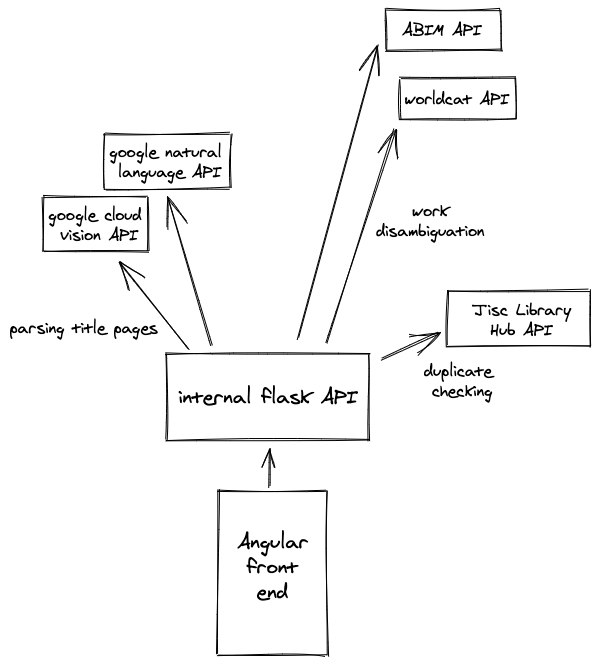 ABIM API
worldcat API
google natural
language API
google cloud
vision API
work
disambiguation
parsing title pages
Jisc Library
Hub API
duplicate
checking
internal flask API
Angular
front
end